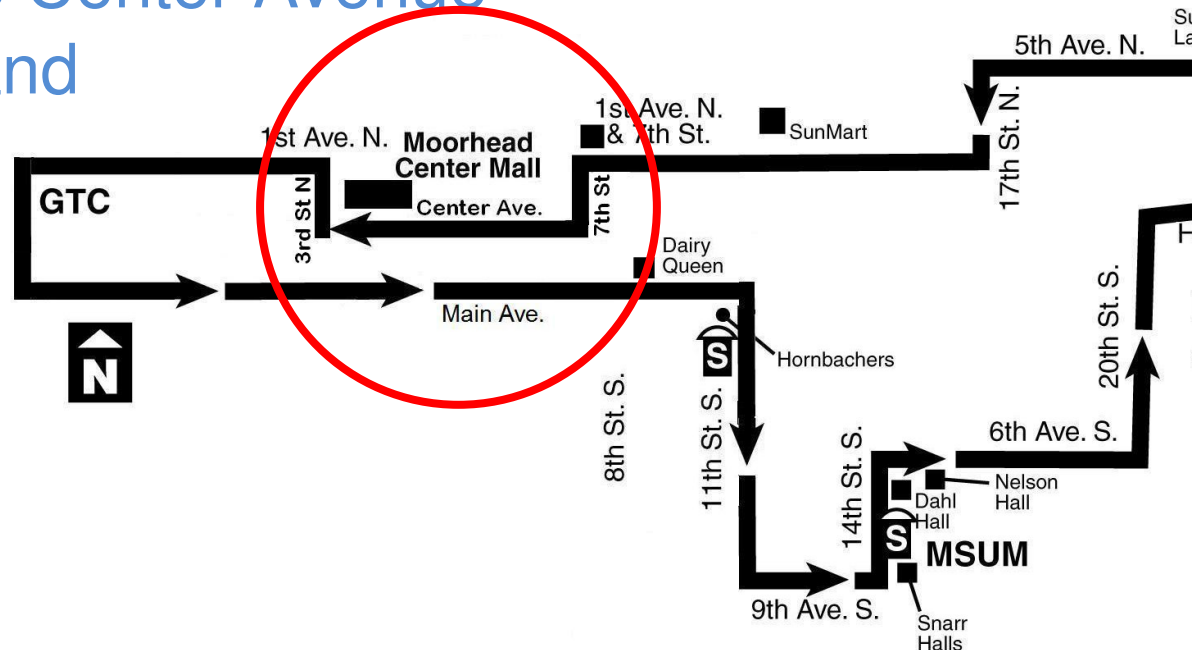 Center Avenue
5th Ave. N.
1st Ave. N.
& 7th St.
SunMart
17th St. N.
1st Ave. N.
Moorhead
Center Mall
GTC
3rd St N
Center Ave.
7th St
Dairy
Queen
N
Main Ave.
S
Hornbachers
20th St. S.
8th St. S.
11th St. S.
14th St. S.
6th Ave. S.
Nelson
Hall
Dahl
Hall
S
MSUM
9th Ave. S.
Snarr
Halls